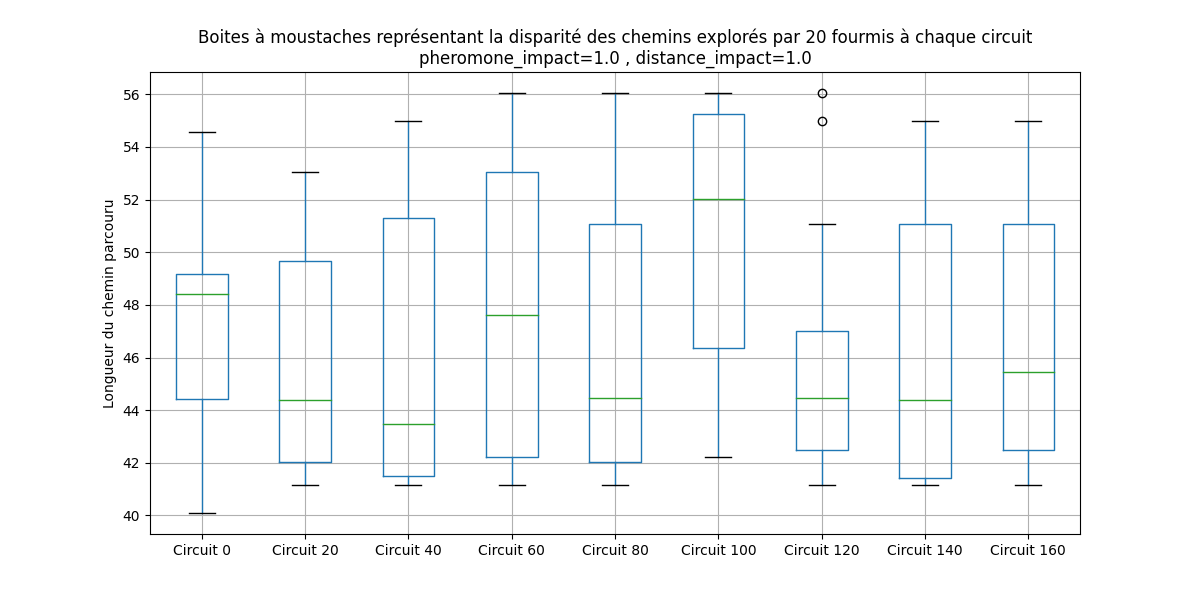 Boites à moustaches représentant la disparité des chemins explorés par 20 fourmis à chaque circuit
pheromone_impact=1.0 , distance_impact=1.0
Longueur du chemin parcouru
56
54
52
50
48
46
44
42
40
Circuit 0 Circuit 20 Circuit 40 Circuit 60 Circuit 80 Circuit 100 Circuit 120 Circuit 140 Circuit 160